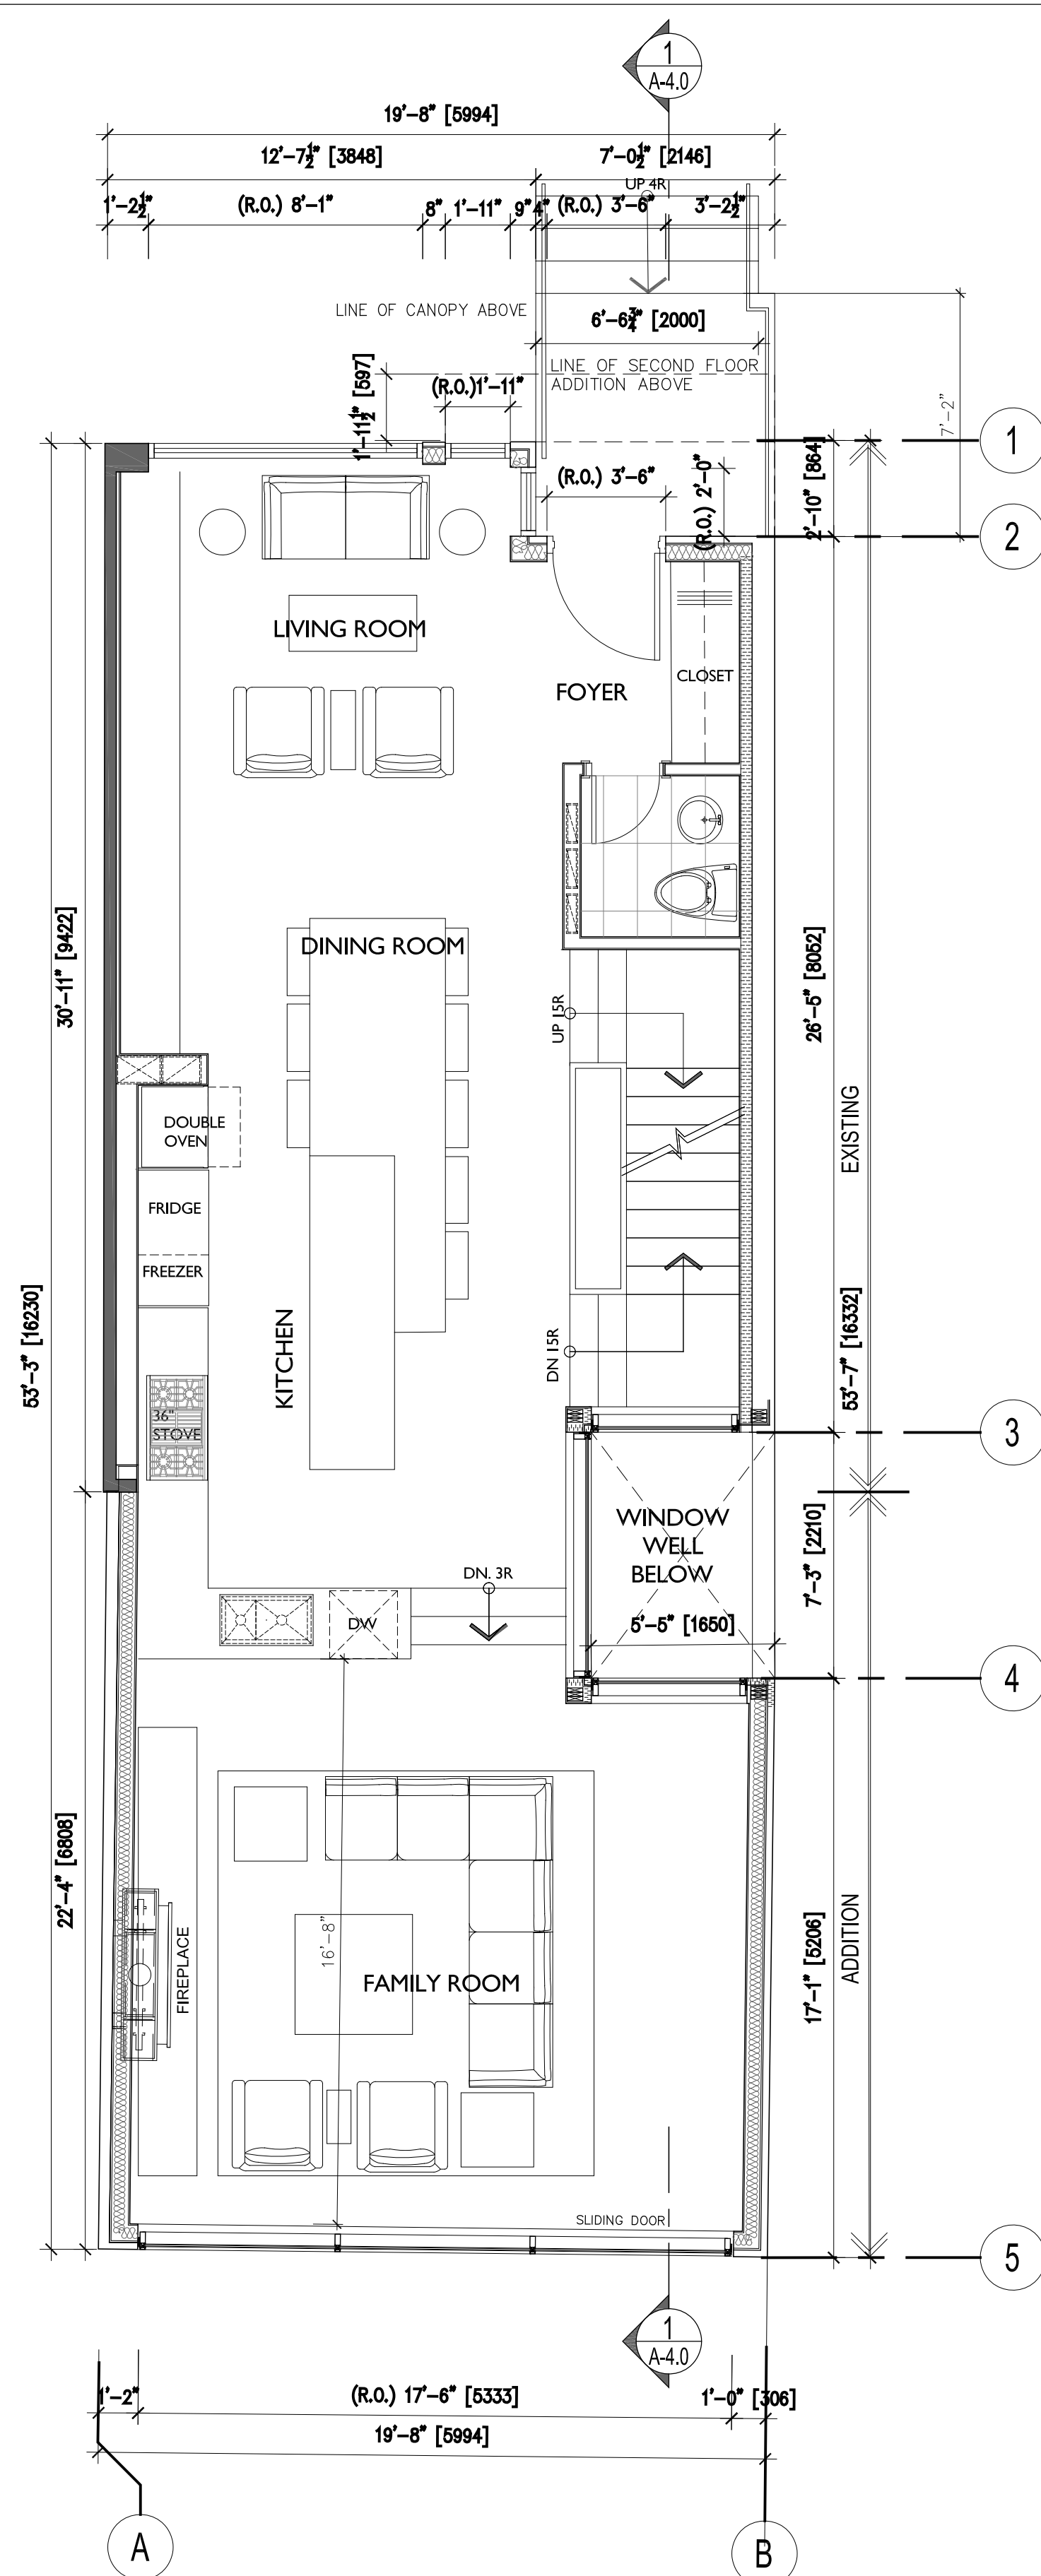 1
A-4.0
19'-8" [5994]
12'-7½" [3848]
7'-0½" [2146]
UP 4R
1'-2½"
(R.O.) 8'-1"
8"
1'-11"
9"
4"
(R.O.) 3'-6"
3'-2½"
LINE OF CANOPY ABOVE
6'-6¾" [2000]
LINE OF SECOND FLOOR
ADDITION ABOVE
1'-11½" [597]
(R.O.)1'-11"
7'-2"
1
(R.O.) 3'-6"
(R.O.) 2'-0"
2'-10" [864]
2
LIVING ROOM
FOYER
CLOSET
30'-11" [9422]
DINING ROOM
UP 15R
26'-5" [8052]
DOUBLE
OVEN
EXISTING
FRIDGE
FREEZER
53'-3" [16230]
KITCHEN
DN 15R
53'-7" [16332]
36"
STOVE
3
WINDOW
WELL
BELOW
7'-3" [2210]
DN. 3R
DW
5'-5" [1650]
4
22'-4" [6808]
16'-8"
FIREPLACE
FAMILY ROOM
17'-1" [5206]
ADDITION
SLIDING DOOR
5
1
A-4.0
1'-2"
(R.O.) 17'-6" [5333]
1'-0" [306]
19'-8" [5994]
A
B